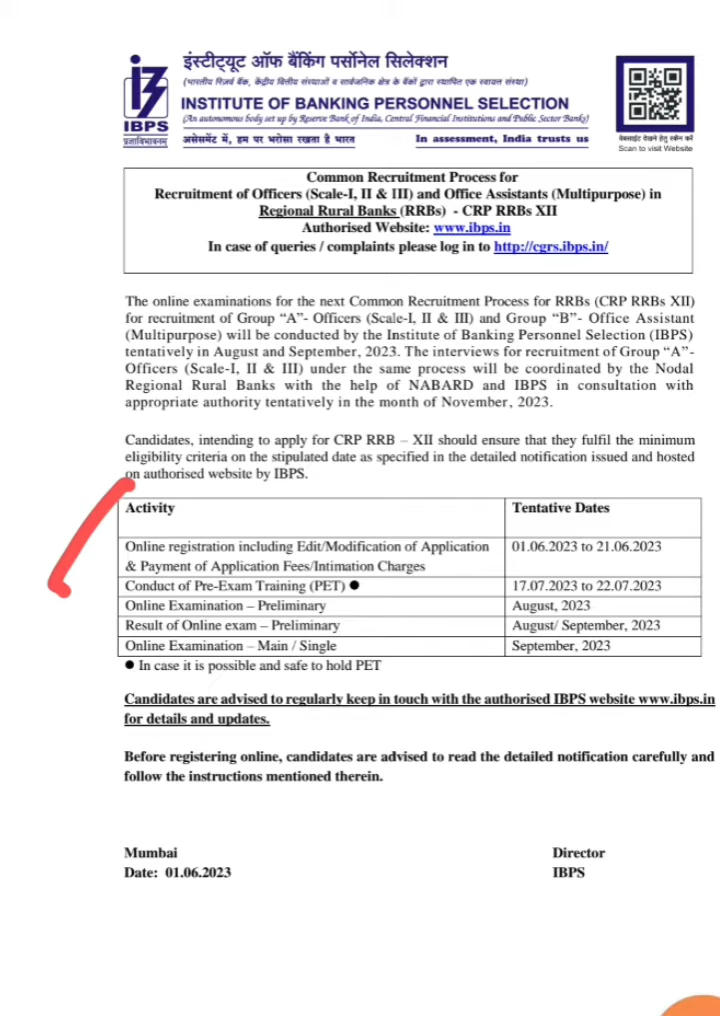 इंस्टीट्यूट ऑफ बैंकिंग पर्सोनेल सिलेक्शन
(भारतीय रिज़र्व बैंक, केंद्रीय वित्तीय संस्थाओं व सार्वजनिक क्षेत्र के बैंकों द्वारा स्थापित एक स्वायत्त संस्था)
INSTITUTE OF BANKING PERSONNEL SELECTION
(An autonomous body set up by Reserve Bank of India, Central Financial Institutions and Public Sector Banks)
IBPS
प्रज्ञाविभावनम्
असेसमेंट में, हम पर भरोसा रखता है भारत In assessment, India trusts us
वेबसाईट देखने हेतु स्कैन करें
Scan to visit Website
Common Recruitment Process for
Recruitment of Officers (Scale-I, II & III) and Office Assistants (Multipurpose) in
Regional Rural Banks (RRBs) - CRP RRBs XII
Authorised Website: www.ibps.in
In case of queries / complaints please log in to http://cgrs.ibps.in/
The online examinations for the next Common Recruitment Process for RRBs (CRP RRBs XII)
for recruitment of Group “A”- Officers (Scale-I, II & III) and Group “B”- Office Assistant
(Multipurpose) will be conducted by the Institute of Banking Personnel Selection (IBPS)
tentatively in August and September, 2023. The interviews for recruitment of Group “A”-
Officers (Scale-I, II & III) under the same process will be coordinated by the Nodal
Regional Rural Banks with the help of NABARD and IBPS in consultation with
appropriate authority tentatively in the month of November, 2023.
Candidates, intending to apply for CRP RRB – XII should ensure that they fulfil the minimum
eligibility criteria on the stipulated date as specified in the detailed notification issued and hosted
on authorised website by IBPS.
Activity Tentative Dates
Online registration including Edit/Modification of Application 01.06.2023 to 21.06.2023
& Payment of Application Fees/Intimation Charges
Conduct of Pre-Exam Training (PET) ● 17.07.2023 to 22.07.2023
Online Examination – Preliminary August, 2023
Result of Online exam – Preliminary August/ September, 2023
Online Examination – Main / Single September, 2023
● In case it is possible and safe to hold PET
Candidates are advised to regularly keep in touch with the authorised IBPS website www.ibps.in
for details and updates.
Before registering online, candidates are advised to read the detailed notification carefully and
follow the instructions mentioned therein.
Mumbai Director
Date: 01.06.2023 IBPS